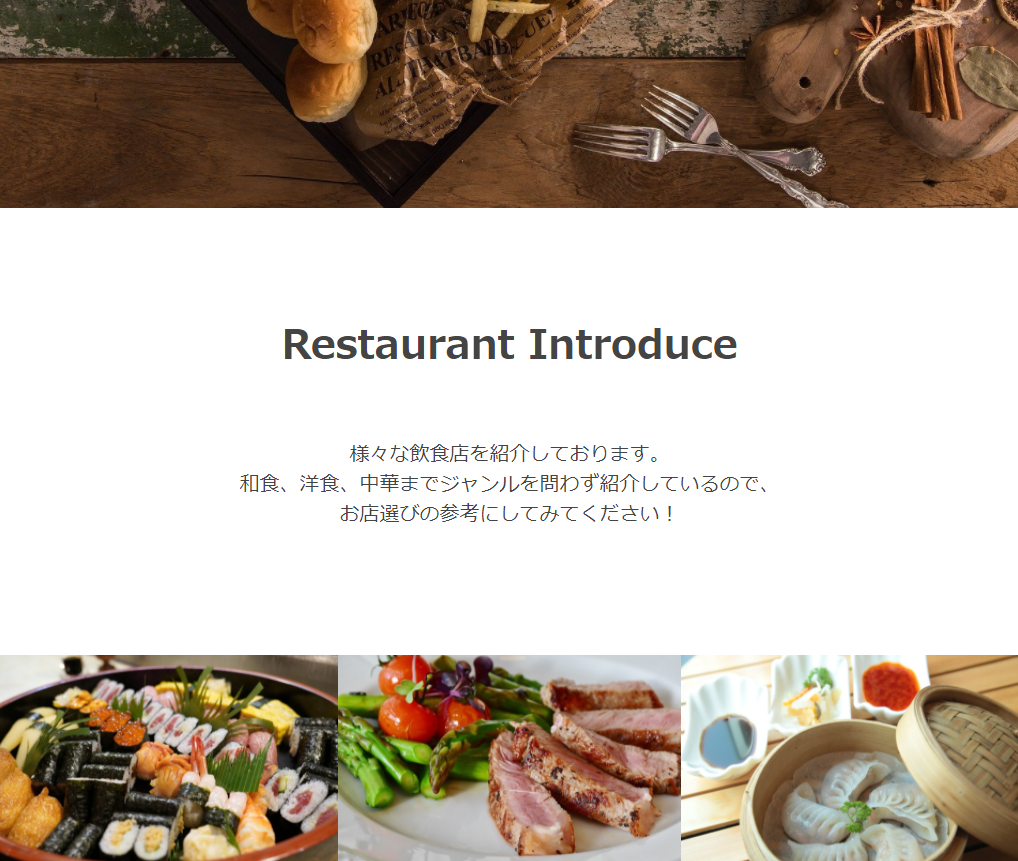 Restaurant Introduce
様々な飲食店を紹介しております。
和食、洋食、中華までジャンルを問わず紹介しているので、
お店選びの参考にしてみてください！